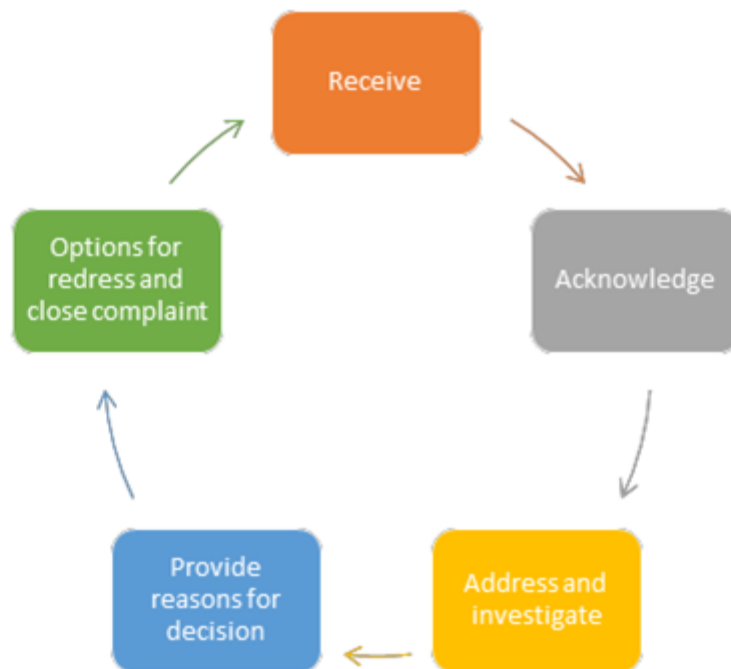 Receive
Acknowledge
Address and
investigate
Provide
reasons for
decision
Options for
redress and
close complaint